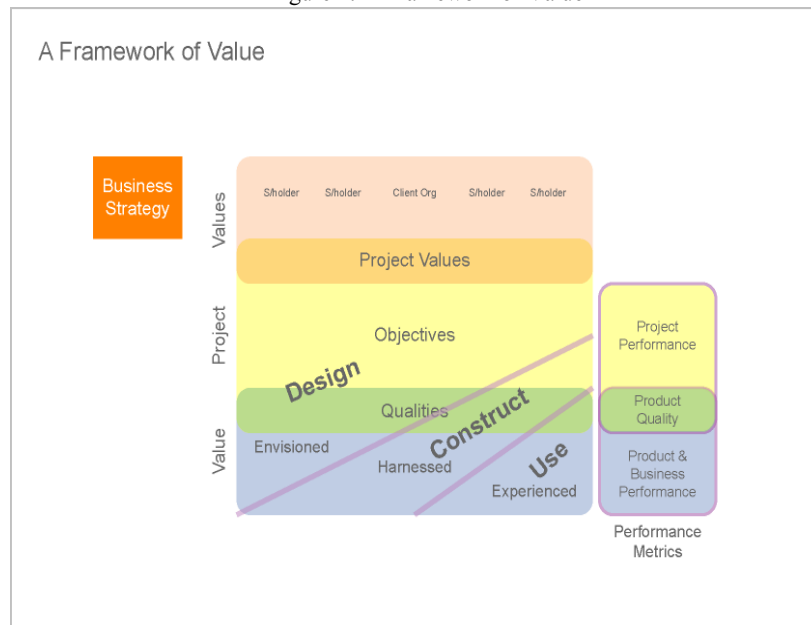 A Framework of Value
Business
Strategy
Values
S/holder
S/holder
Client Org
S/holder
S/holder
Project Values
Project
Objectives
Design
Project
Performance
Qualities
Construct
Product
Quality
Value
Envisioned
Harnessed
Use
Experienced
Product &
Business
Performance
Performance
Metrics